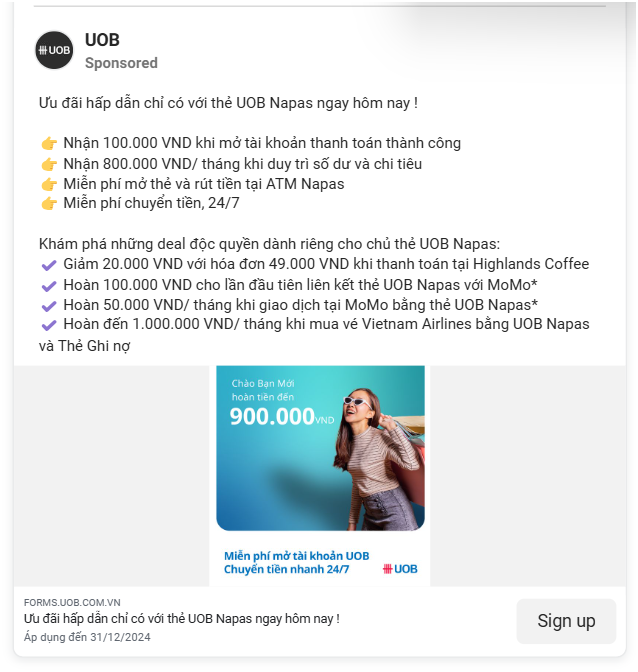 UOB
UOB
Sponsored
Ưu đãi hấp dẫn chỉ có với thẻ UOB Napas ngay hôm nay !
👉 Nhận 100.000 VND khi mở tài khoản thanh toán thành công
👉 Nhận 800.000 VND/ tháng khi duy trì số dư và chi tiêu
👉 Miễn phí mở thẻ và rút tiền tại ATM Napas
👉 Miễn phí chuyển tiền, 24/7
Khám phá những deal độc quyền dành riêng cho chủ thẻ UOB Napas:
✔ Giảm 20.000 VND với hóa đơn 49.000 VND khi thanh toán tại Highlands Coffee
✔ Hoàn 100.000 VND cho lần đầu tiên liên kết thẻ UOB Napas với MoMo*
✔ Hoàn 50.000 VND/ tháng khi giao dịch tại MoMo bằng thẻ UOB Napas*
✔ Hoàn đến 1.000.000 VND/ tháng khi mua vé Vietnam Airlines bằng UOB Napas
và Thẻ Ghi nợ
Chào Bạn Mới
hoàn tiền đến
900.000VND
Miễn phí mở tài khoản UOB
Chuyển tiền nhanh 24/7
UOB
FORMS.UOB.COM.VN
Ưu đãi hấp dẫn chỉ có với thẻ UOB Napas ngay hôm nay !
Áp dụng đến 31/12/2024
Sign up